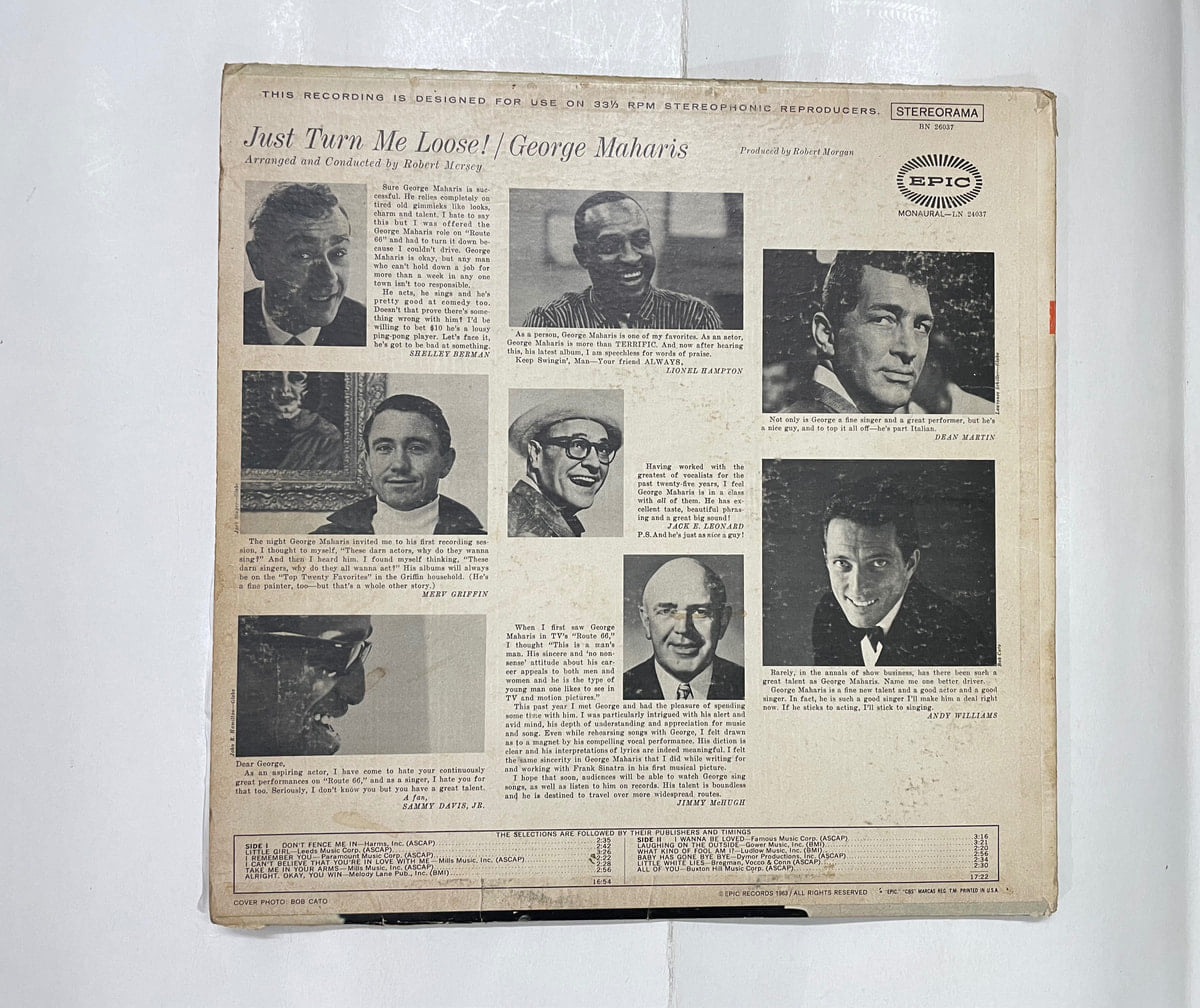 THIS RECORDING IS DESIGNED FOR USE ON 33⅓ RPM STEREOPHONIC REPRODUCERS.
STEREORAMA
BN 26037
Just Turn Me Loose! / George Maharis
Produced by Robert Morgan
Arranged and Conducted by Robert Mersey
EPIC
MONAURAL—LN 24037
Sure George Maharis is suc-
cessful. He relies completely on
tired old gimmicks like looks,
charm and talent. I hate to say
this but I was offered the
George Maharis role on "Route
66" and had to turn it down be-
cause I couldn't drive. George
Maharis is okay, but any man
who can't hold down a job for
more than a week in any one
town isn't too responsible.
He acts, he sings and he's
pretty good at comedy too.
Doesn't that prove there's some-
thing wrong with him? I'd be
willing to bet $10 he's a lousy
ping-pong player. Let's face it,
he's got to be bad at something.
SHELLEY BERMAN
The night George Maharis invited me to his first recording ses-
sion, I thought to myself, "These darn actors, why do they wanna
sing?" And then I heard him. I found myself thinking, "These
darn singers, why do they all wanna act?" His albums will always
be on the "Top Twenty Favorites" in the Griffin household. (He's
a fine painter, too—but that's a whole other story.)
MERV GRIFFIN
John R. Hamilton—Globe
Dear George,
As an aspiring actor, I have come to hate your continuously
great performances on "Route 66," and as a singer, I hate you for
that too. Seriously, I don't know you but you have a great talent.
A fan,
SAMMY DAVIS, JR.
As a person, George Maharis is one of my favorites. As an actor,
George Maharis is more than TERRIFIC. And now after hearing
this, his latest album, I am speechless for words of praise.
Keep Swingin', Man—Your friend ALWAYS,
LIONEL HAMPTON
Having worked with the
greatest of vocalists for the
past twenty-five years, I feel
George Maharis is in a class
with all of them. He has ex-
cellent taste, beautiful phras-
ing and a great big sound!
JACK E. LEONARD
P.S. And he's just as nice a guy!
When I first saw George
Maharis in TV's "Route 66,"
I thought "This is a man's
man. His sincere and 'no non-
sense' attitude about his car-
eer appeals to both men and
women and he is the type of
young man one likes to see in
TV and motion pictures."
This past year I met George and had the pleasure of spending
some time with him. I was particularly intrigued with his alert and
avid mind, his depth of understanding and appreciation for music
and song. Even while rehearsing songs with George, I felt drawn
as to a magnet by his compelling vocal performance. His diction is
clear and his interpretations of lyrics are indeed meaningful. I felt
the same sincerity in George Maharis that I did while writing for
and working with Frank Sinatra in his first musical picture.
I hope that soon, audiences will be able to watch George sing
songs, as well as listen to him on records. His talent is boundless
and he is destined to travel over more widespread routes.
JIMMY McHUGH
Not only is George a fine singer and a great performer, but he's
a nice guy, and to top it all off—he's part Italian.
DEAN MARTIN
Bob Cato
Rarely, in the annals of show business, has there been such a
great talent as George Maharis. Name me one better, driver.
George Maharis is a fine new talent and a good actor and a good
singer. In fact, he is such a good singer I'll make him a deal right
now. If he sticks to acting, I'll stick to singing.
ANDY WILLIAMS
THE SELECTIONS ARE FOLLOWED BY THEIR PUBLISHERS AND TIMINGS
SIDE I DON'T FENCE ME IN—Harms, Inc. (ASCAP) 2:35
LITTLE GIRL—Leeds Music Corp. (ASCAP) 2:42
I REMEMBER YOU—Paramount Music Corp. (ASCAP) 3:26
I CAN'T BELIEVE THAT YOU'RE IN LOVE WITH ME—Mills Music, Inc. (ASCAP) 2:22
TAKE ME IN YOUR ARMS—Mills Music, Inc. (ASCAP) 2:28
ALRIGHT, OKAY, YOU WIN—Melody Lane Pub., Inc. (BMI) 2:56
16:54
SIDE II I WANNA BE LOVED—Famous Music Corp. (ASCAP) 3:16
LAUGHING ON THE OUTSIDE—Gower Music, Inc. (BMI) 3:21
WHAT KIND OF FOOL AM I?—Ludlow Music, Inc. (BMI) 2:20
BABY HAS GONE BYE BYE—Dymor Productions, Inc. (ASCAP) 2:56
LITTLE WHITE LIES—Bregman, Vocco & Conn (ASCAP) 2:34
ALL OF YOU—Buxton Hill Music Corp. (ASCAP) 2:30
17:22
COVER PHOTO: BOB CATO
© EPIC RECORDS 1963 / ALL RIGHTS RESERVED
"EPIC," "CBS" MARCAS REG. T.M. PRINTED IN U.S.A.